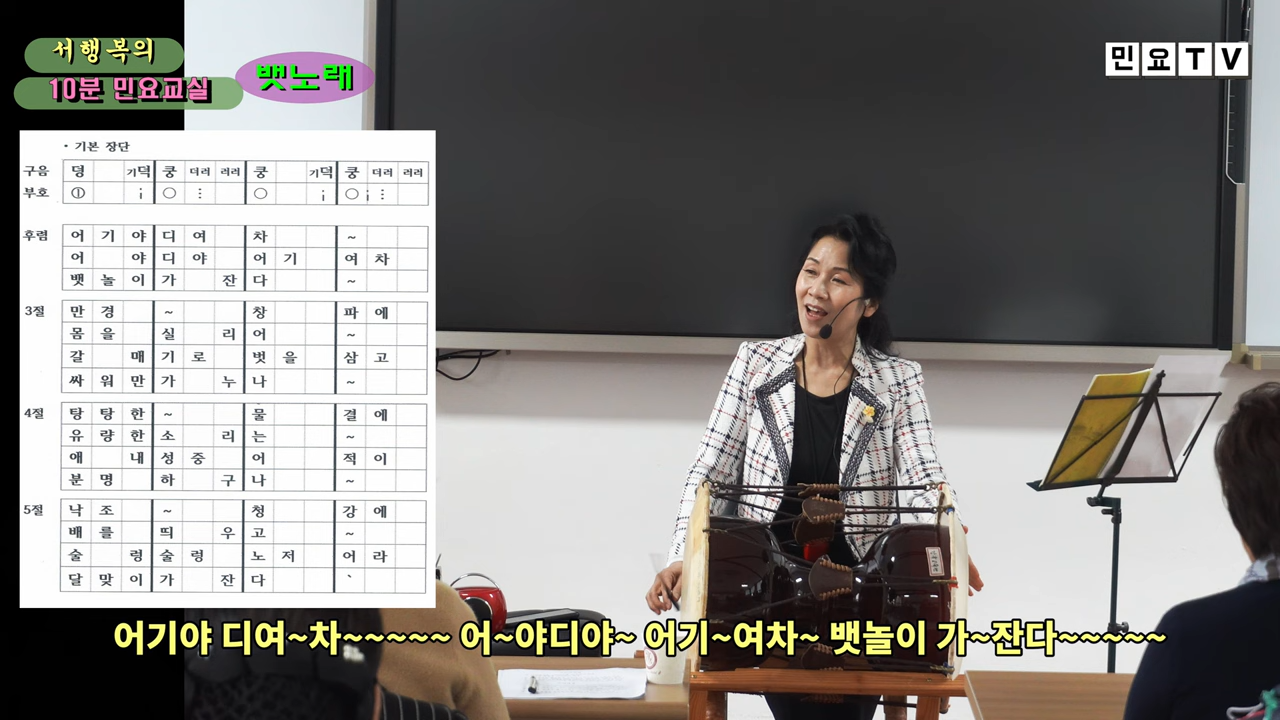 서행복의
10분 민요교실
뱃노래
민요TV
• 기본 장단
구음 덩 기덕 쿵 더러 러러 쿵 기덕 쿵 더러 러러
부호 ⦶ ¡ ○ ⋮ ○ ¡ ○ ¡ ⋮
후렴 어 기 야 디 여 차 ~
어 야 디 야 어 기 여 차
뱃 놀 이 가 잔 다 ~
3절 만 경 ~ 창 파 에
몸 을 실 리 어 ~
갈 매 기 로 벗 을 삼 고
싸 워 만 가 누 나 ~
4절 탕 탕 한 ~ 물 결 에
유 량 한 소 리 는 ~
애 내 성 중 어 적 이
분 명 하 구 나 ~
5절 낙 조 ~ 청 강 에
배 를 띄 우 고 ~
술 령 술 령 노 저 어 라
달 맞 이 가 잔 다 `
어기야 디여~차~~~~~ 어~야디야~ 어기~여차~ 뱃놀이 가~잔다~~~~~